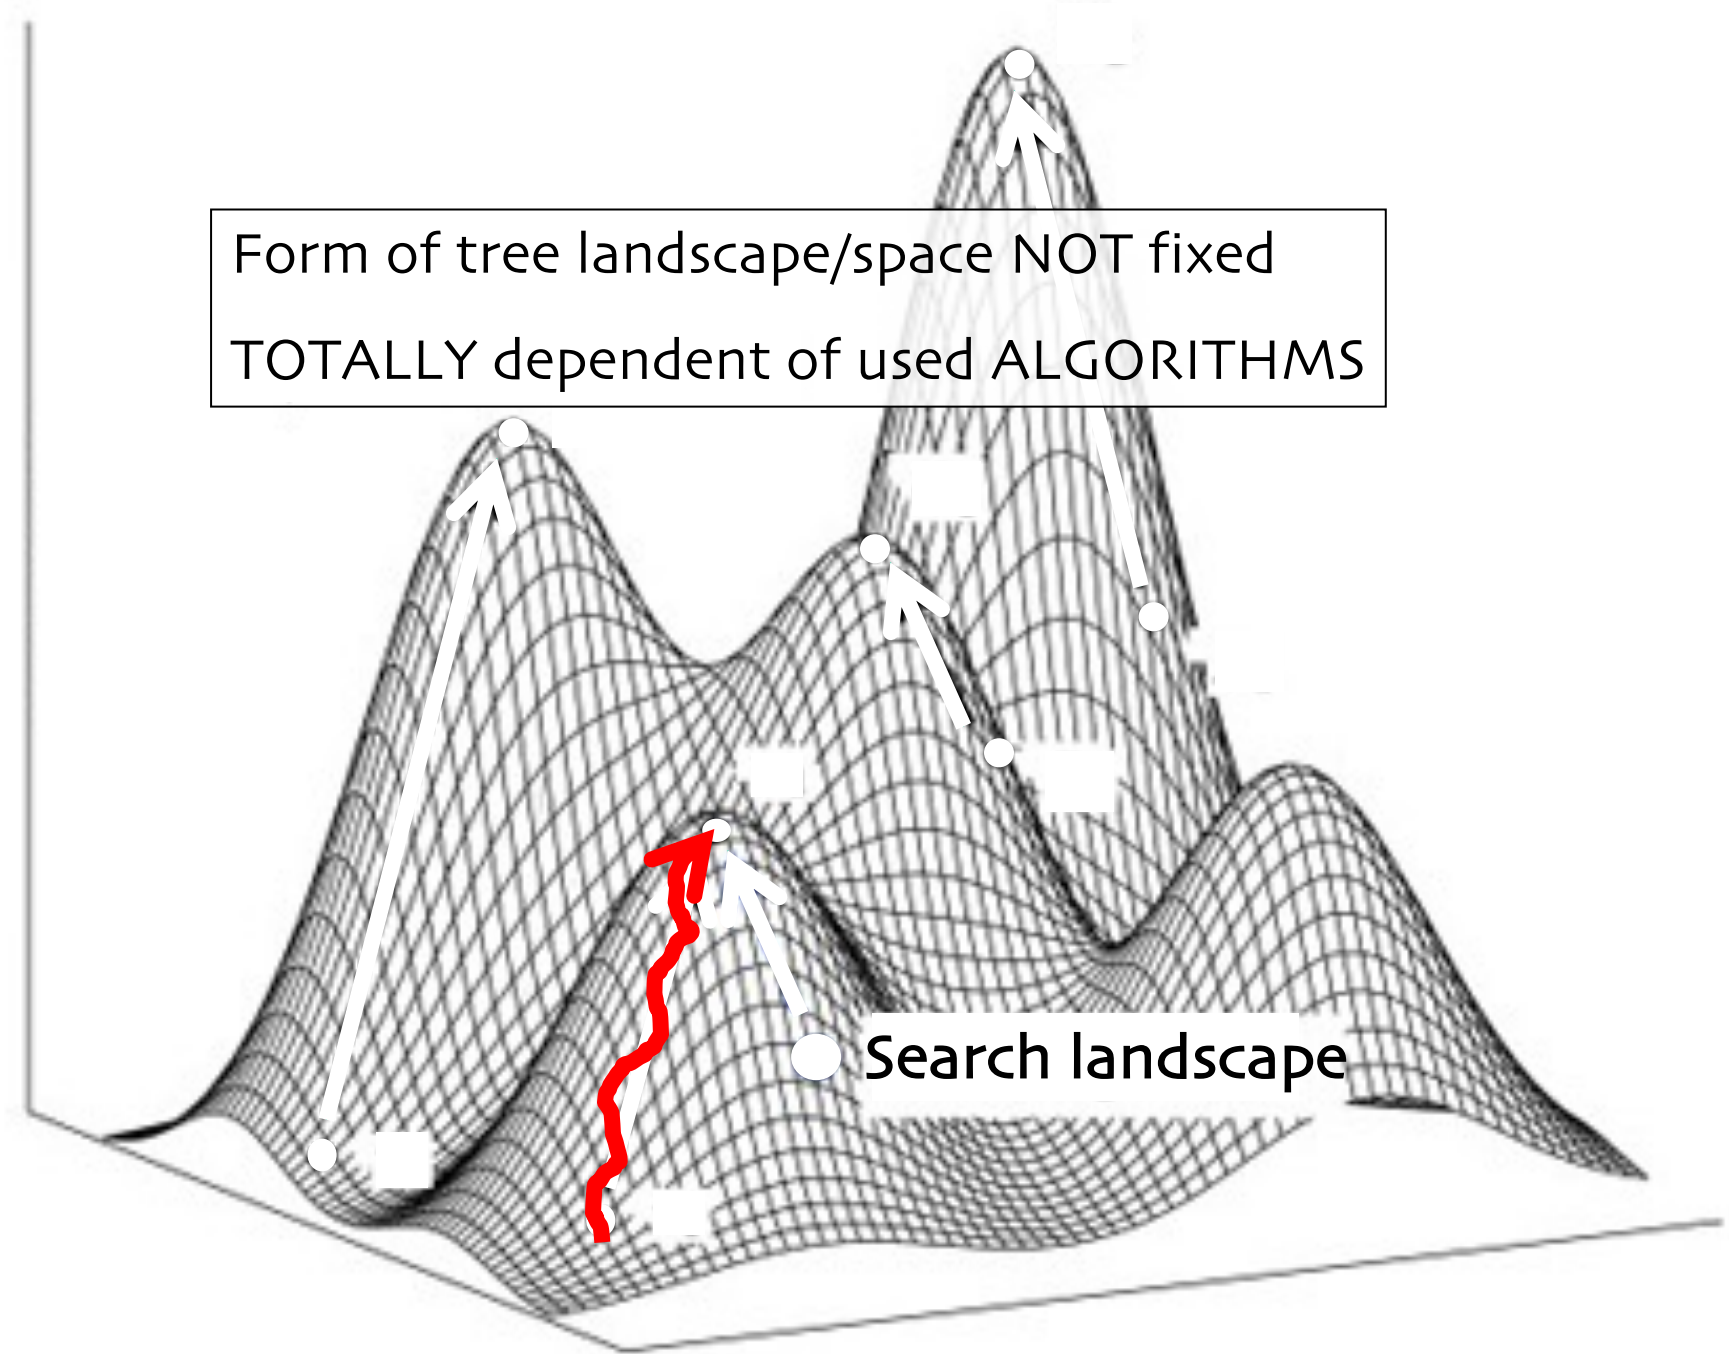 Form of tree landscape/space NOT fixed
TOTALLY dependent of used ALGORITHMS
Search landscape